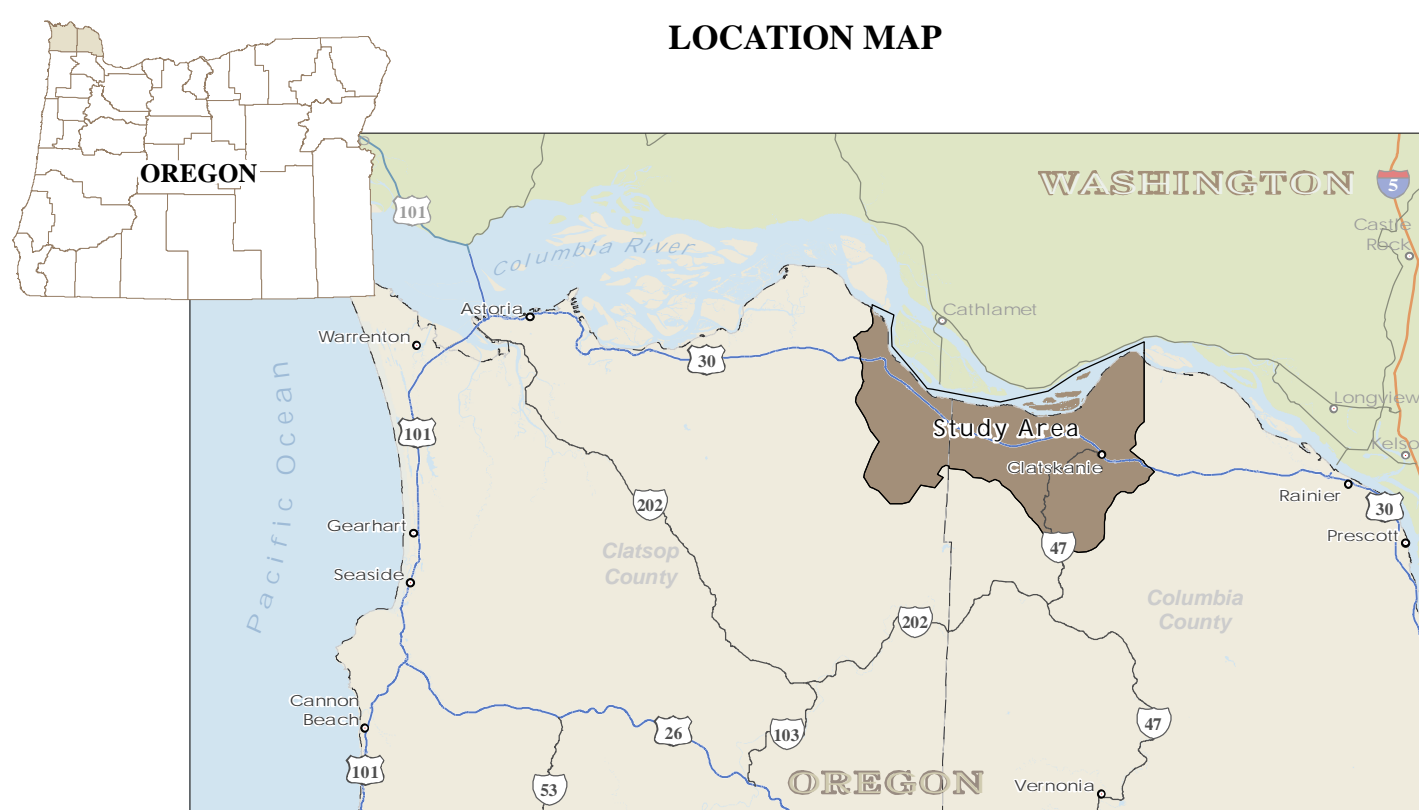 LOCATION MAP
OREGON
WASHINGTON
5
101
Castle
Rock
Columbia River
Astoria
Cathlamet
Warrenton
30
Longview
Study Area
101
Kelso
Clatskanie
Rainier
202
30
Gearhart
Prescott
47
Clatsop
County
Seaside
Columbia
County
202
Pacific Ocean
Cannon
Beach
26
103
47
101
OREGON
Vernonia
53